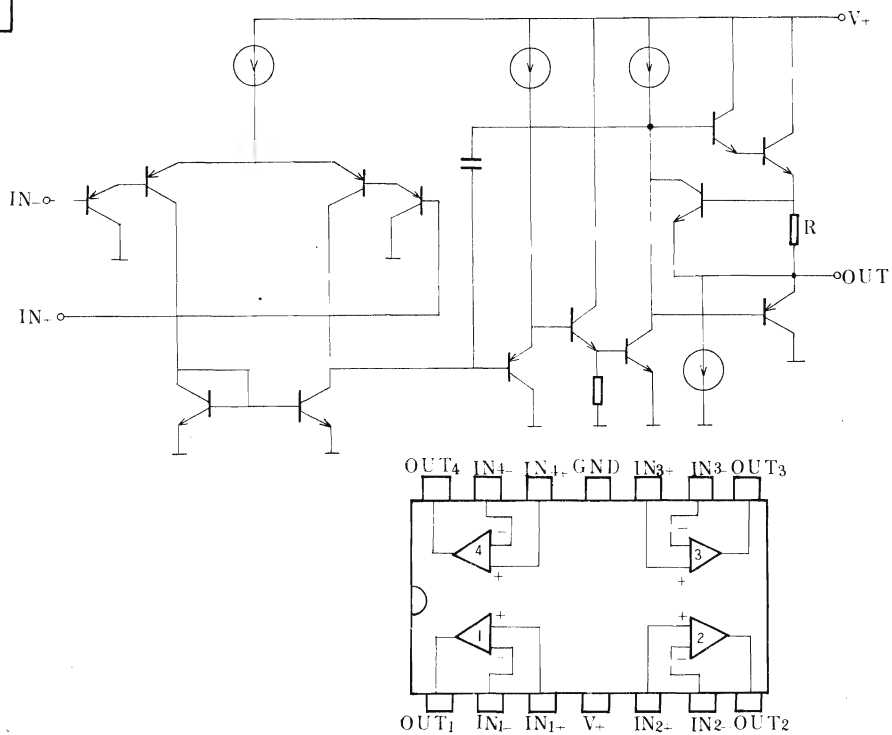 V+
IN-
R
OUT
IN+
OUT4 IN4- IN4+ GND IN3+ IN3- OUT3
- -
4 3
+ +
+ +
1 2
- -
OUT1 IN1- IN1+ V+ IN2+ IN2- OUT2